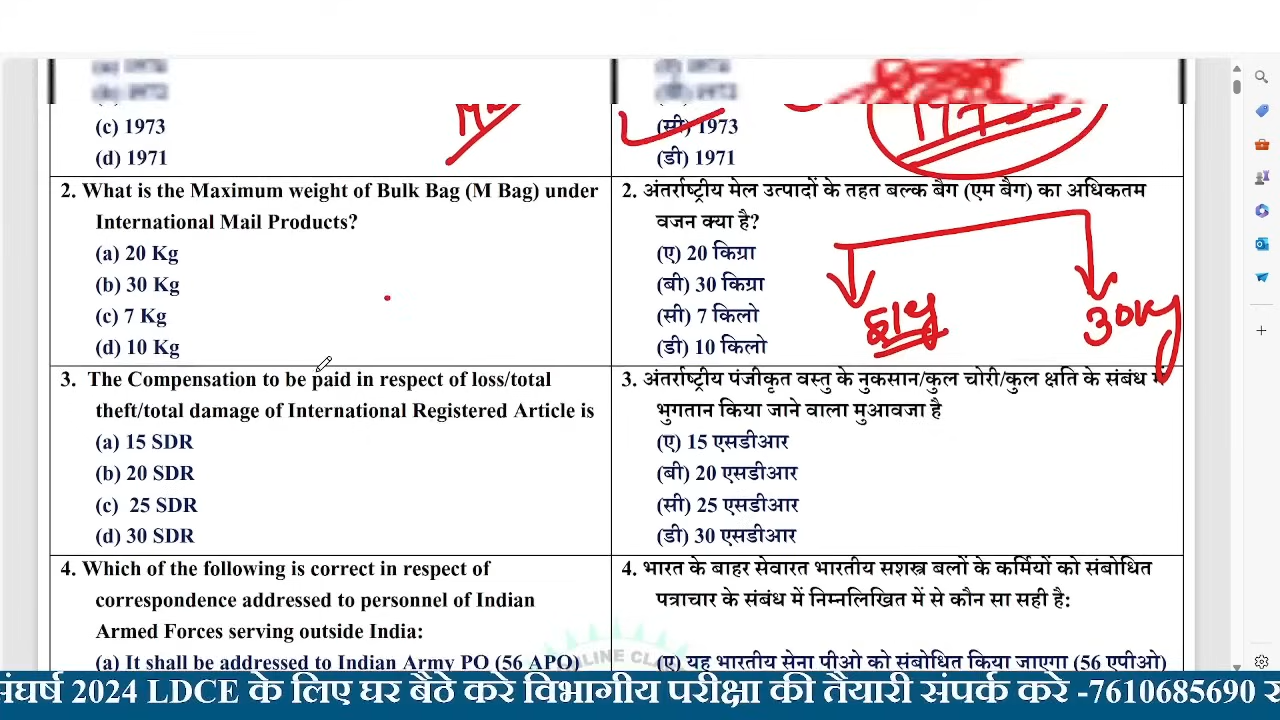 (c) 1973
(d) 1971
(सी) 1973
(डी) 1971
2. What is the Maximum weight of Bulk Bag (M Bag) under
International Mail Products?
(a) 20 Kg
(b) 30 Kg
(c) 7 Kg
(d) 10 Kg
2. अंतर्राष्ट्रीय मेल उत्पादों के तहत बल्क बैग (एम बैग) का अधिकतम
वजन क्या है?
(ए) 20 किग्रा
(बी) 30 किग्रा
(सी) 7 किलो
(डी) 10 किलो
30kg
3. The Compensation to be paid in respect of loss/total
theft/total damage of International Registered Article is
(a) 15 SDR
(b) 20 SDR
(c) 25 SDR
(d) 30 SDR
3. अंतर्राष्ट्रीय पंजीकृत वस्तु के नुकसान/कुल चोरी/कुल क्षति के संबंध में
भुगतान किया जाने वाला मुआवजा है
(ए) 15 एसडीआर
(बी) 20 एसडीआर
(सी) 25 एसडीआर
(डी) 30 एसडीआर
4. Which of the following is correct in respect of
correspondence addressed to personnel of Indian
Armed Forces serving outside India:
(a) It shall be addressed to Indian Army PO (56 APO)
4. भारत के बाहर सेवारत भारतीय सशस्त्र बलों के कर्मियों को संबोधित
पत्राचार के संबंध में निम्नलिखित में से कौन सा सही है:
(ए) यह भारतीय सेना पीओ को संबोधित किया जाएगा (56 एपीओ)
संघर्ष 2024 LDCE के लिए घर बैठे करे विभागीय परीक्षा की तैयारी संपर्क करे -7610685690